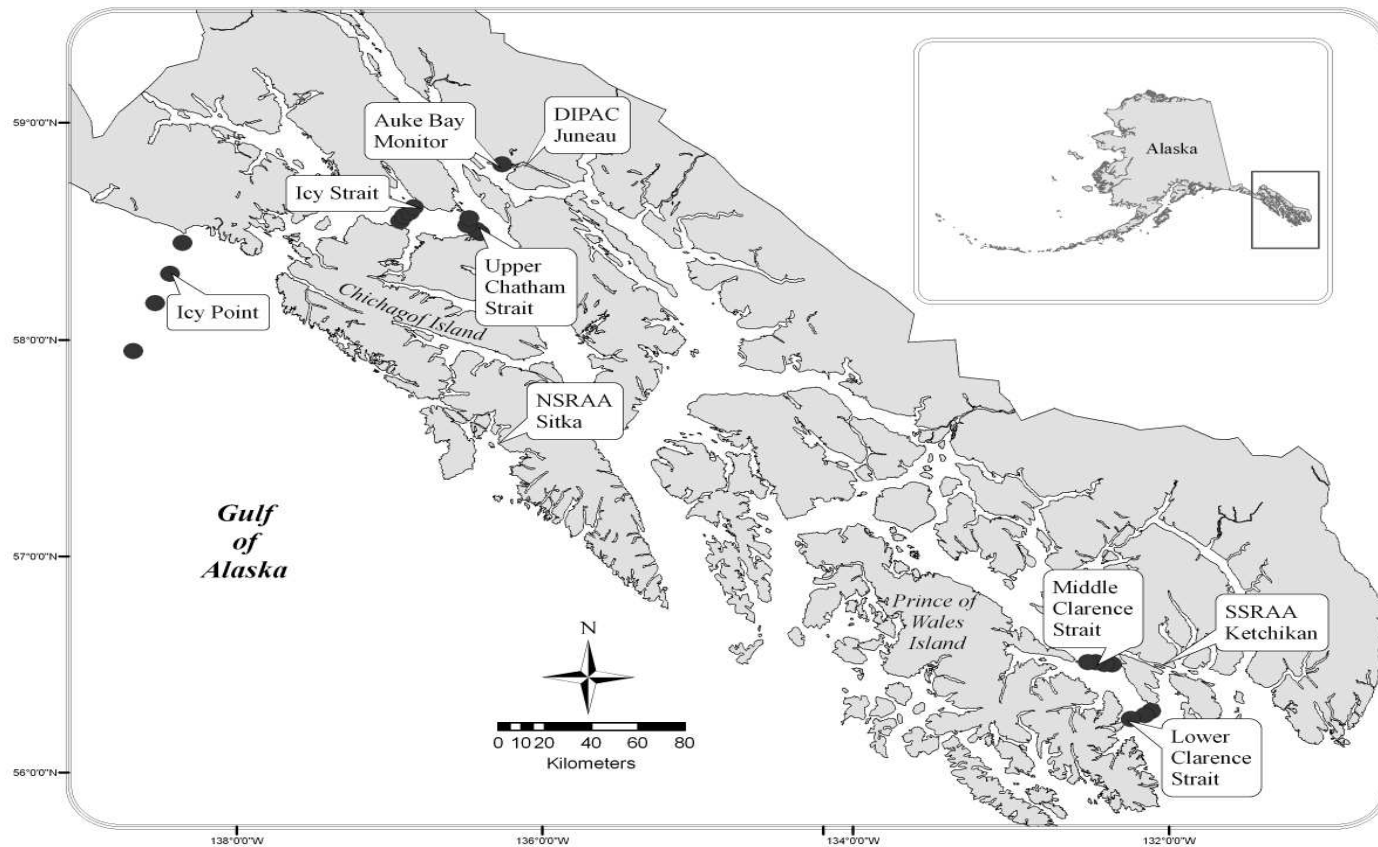 59°0'0"N
58°0'0"N
57°0'0"N
56°0'0"N
Auke Bay
Monitor
DIPAC
Juneau
Icy Strait
Upper
Chatham
Strait
Icy Point
Chichagof Island
NSRAA
Sitka
Gulf
of
Alaska
Alaska
Prince of
Wales
Island
Middle
Clarence
Strait
SSRAA
Ketchikan
Lower
Clarence
Strait
N
0 10 20 40 60 80
Kilometers
138°0'0"W
136°0'0"W
134°0'0"W
132°0'0"W